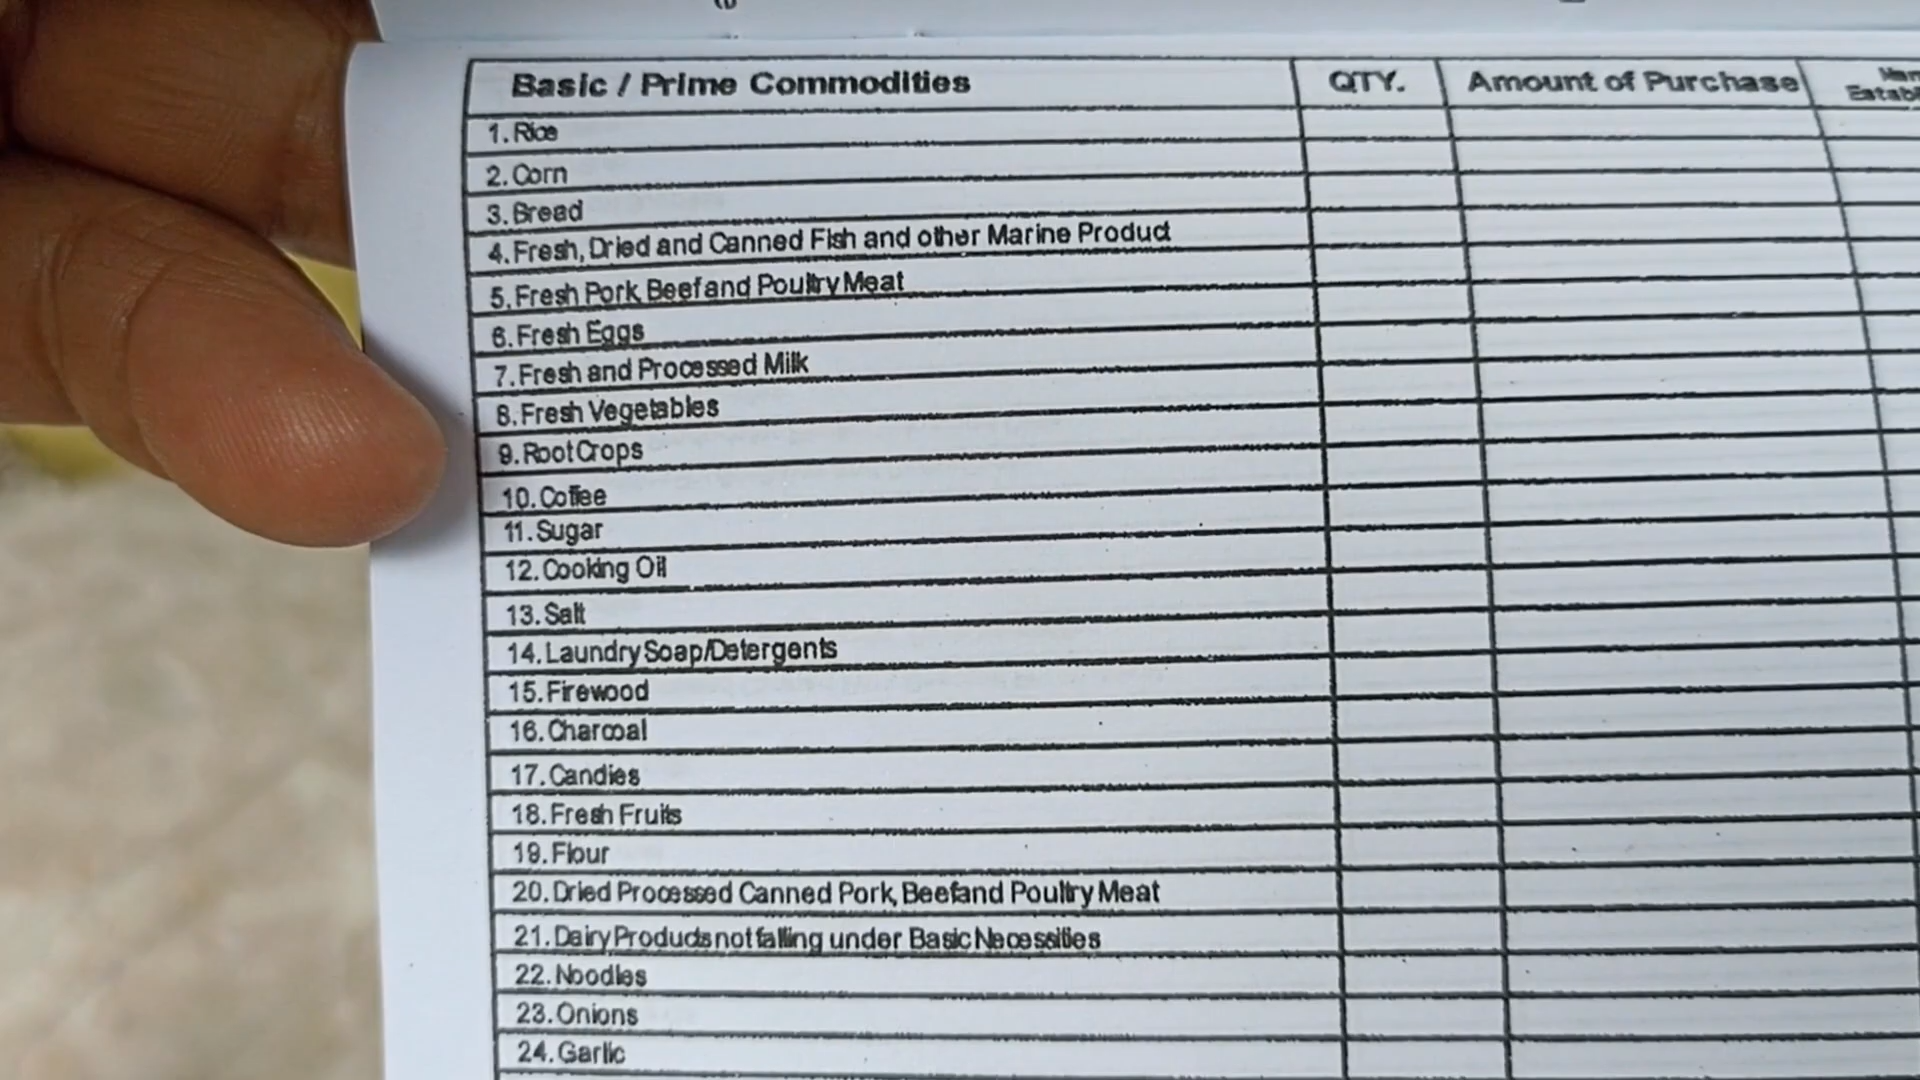 Basic / Prime Commodities QTY. Amount of Purchase
1. Rice
2. Corn
3. Bread
4. Fresh, Dried and Canned Fish and other Marine Product
5. Fresh Pork, Beef and Poultry Meat
6. Fresh Eggs
7. Fresh and Processed Milk
8. Fresh Vegetables
9. Root Crops
10. Coffee
11. Sugar
12. Cooking Oil
13. Salt
14. Laundry Soap/Detergents
15. Firewood
16. Charcoal
17. Candies
18. Fresh Fruits
19. Flour
20. Dried Processed Canned Pork, Beef and Poultry Meat
21. Dairy Products not falling under Basic Necessities
22. Noodles
23. Onions
24. Garlic